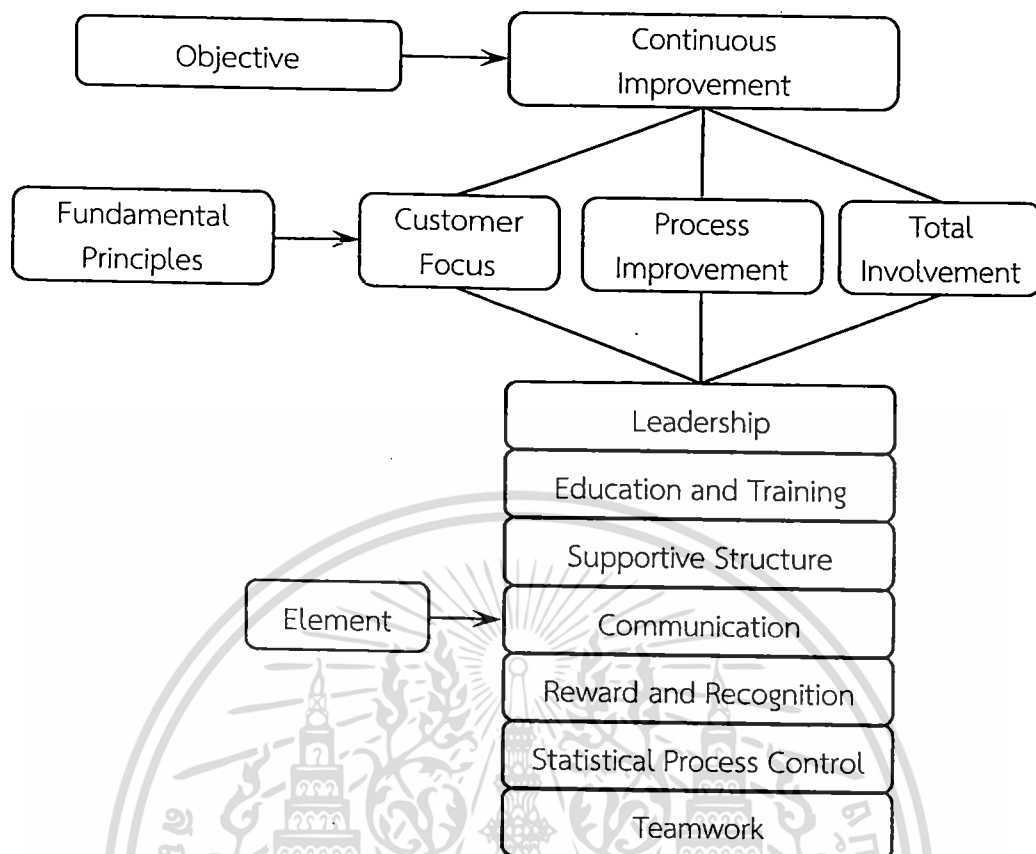 Objective
Continuous
Improvement
Fundamental
Principles
Customer
Focus
Process
Improvement
Total
Involvement
Leadership
Education and Training
Supportive Structure
Element
Communication
Reward and Recognition
Statistical Process Control
Teamwork